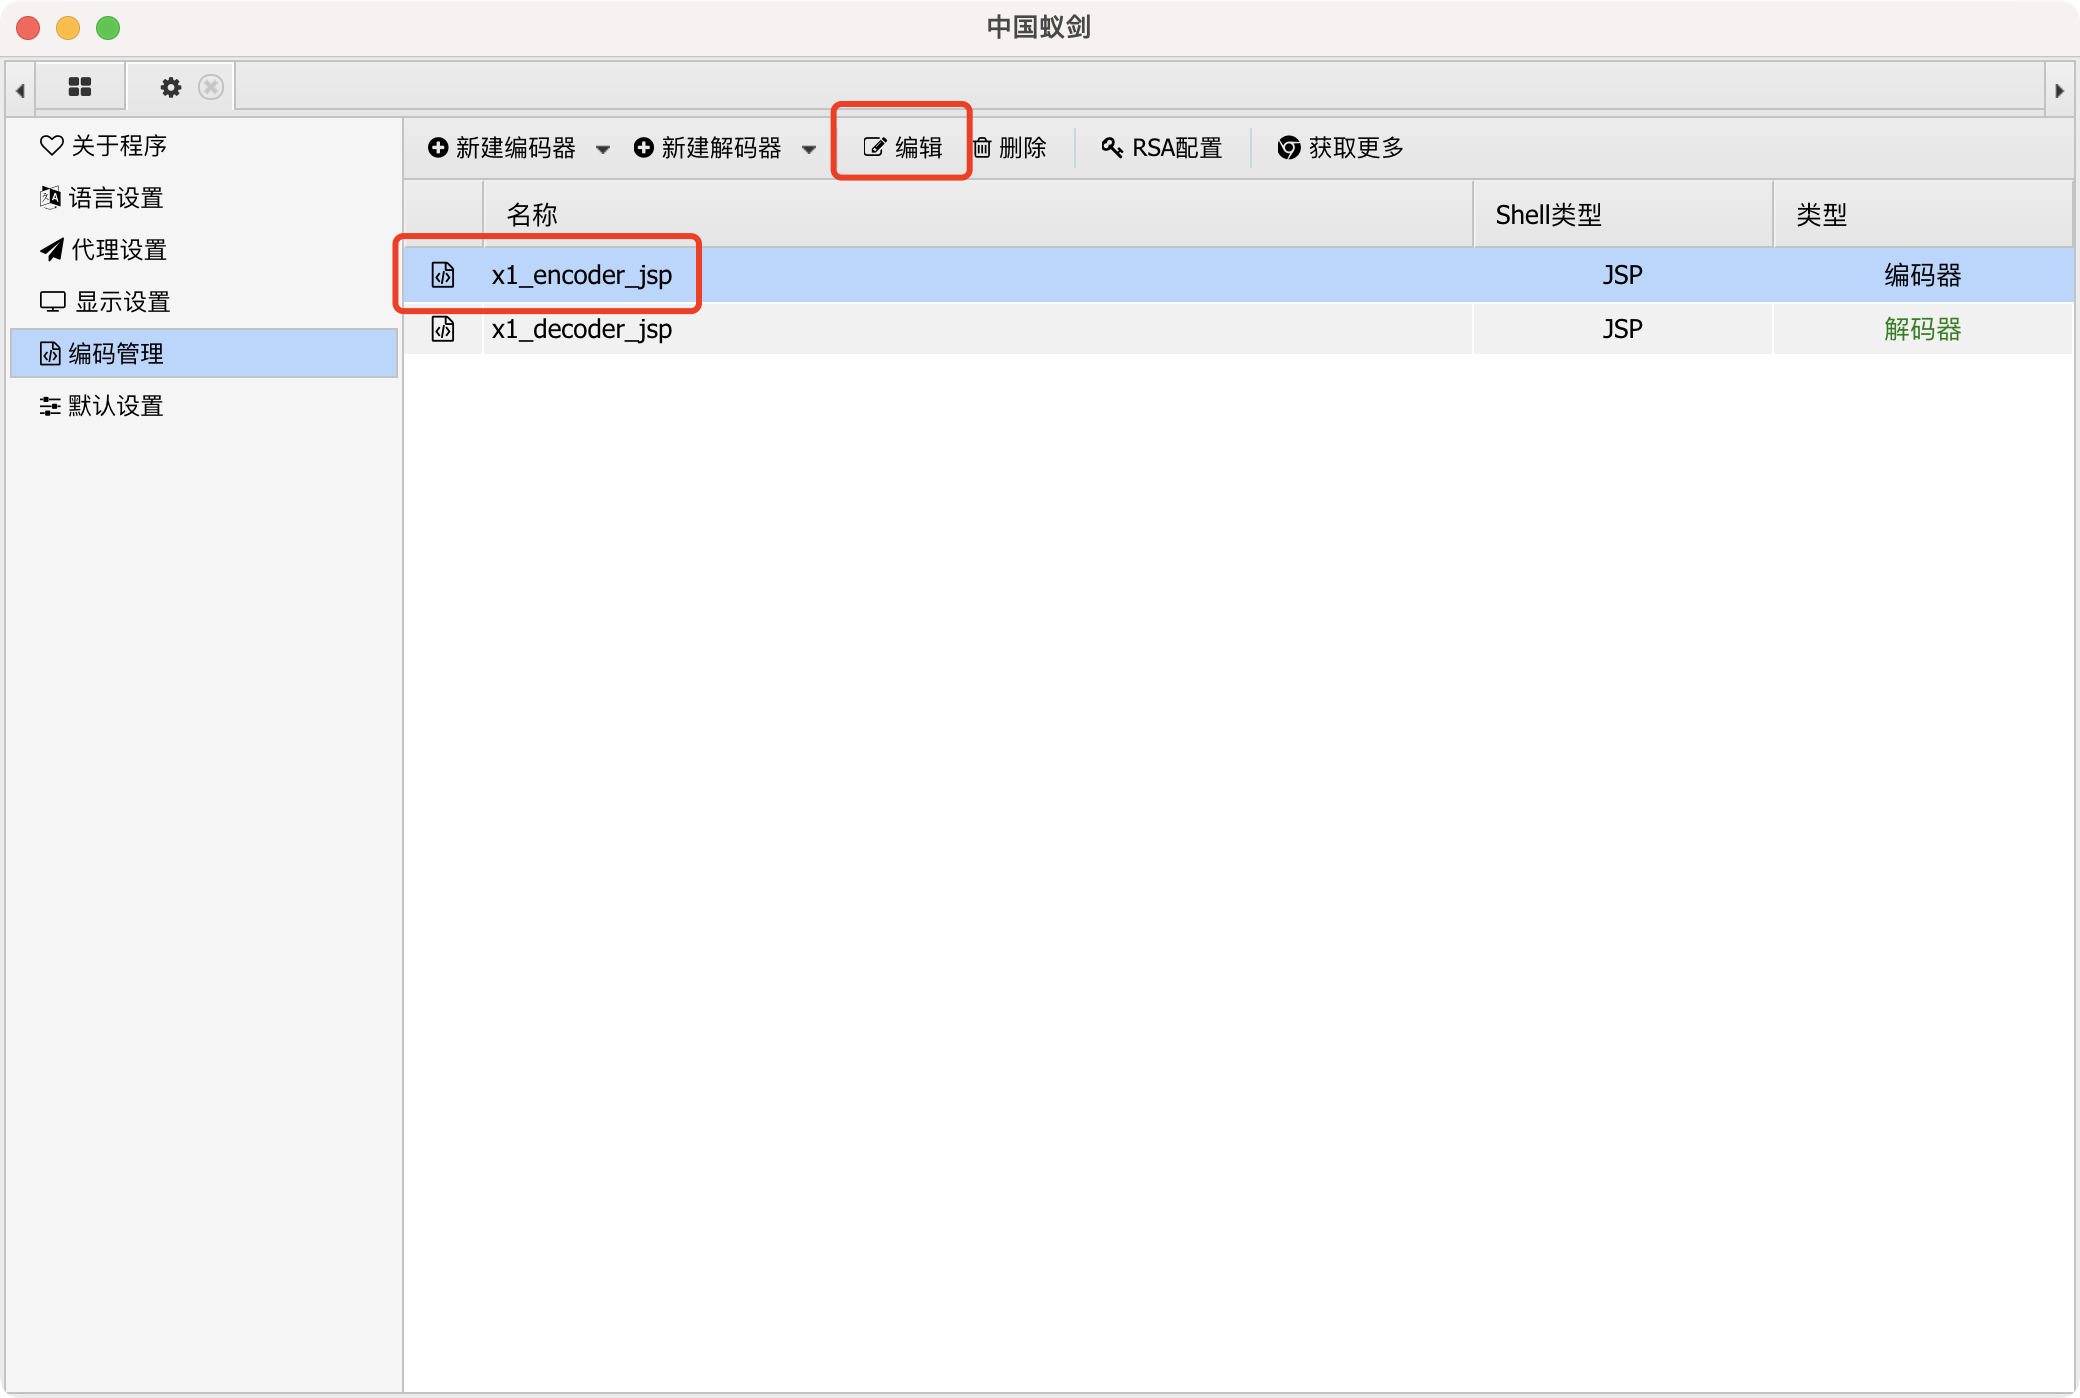 中国蚁剑
关于程序
语言设置
代理设置
显示设置
编码管理
默认设置
新建编码器 新建解码器 编辑 删除 RSA配置 获取更多
名称 Shell类型 类型
x1_encoder_jsp JSP 编码器
x1_decoder_jsp JSP 解码器